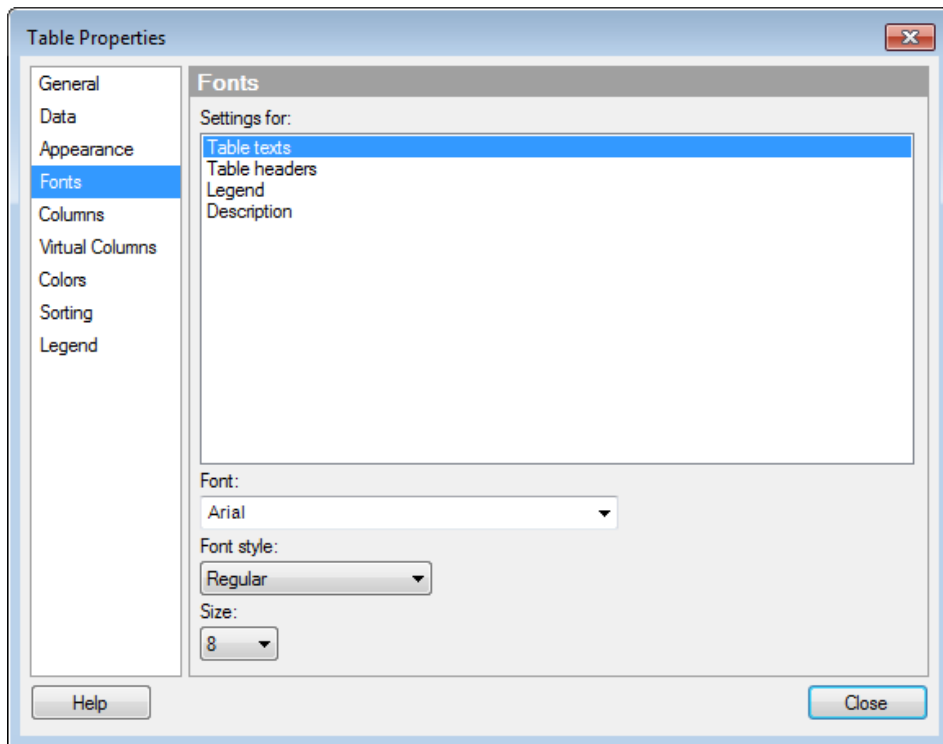 Table Properties
General
Data
Appearance
Fonts
Columns
Virtual Columns
Colors
Sorting
Legend
Fonts
Settings for:
Table texts
Table headers
Legend
Description
Font:
Arial
Font style:
Regular
Size:
8
Help
Close